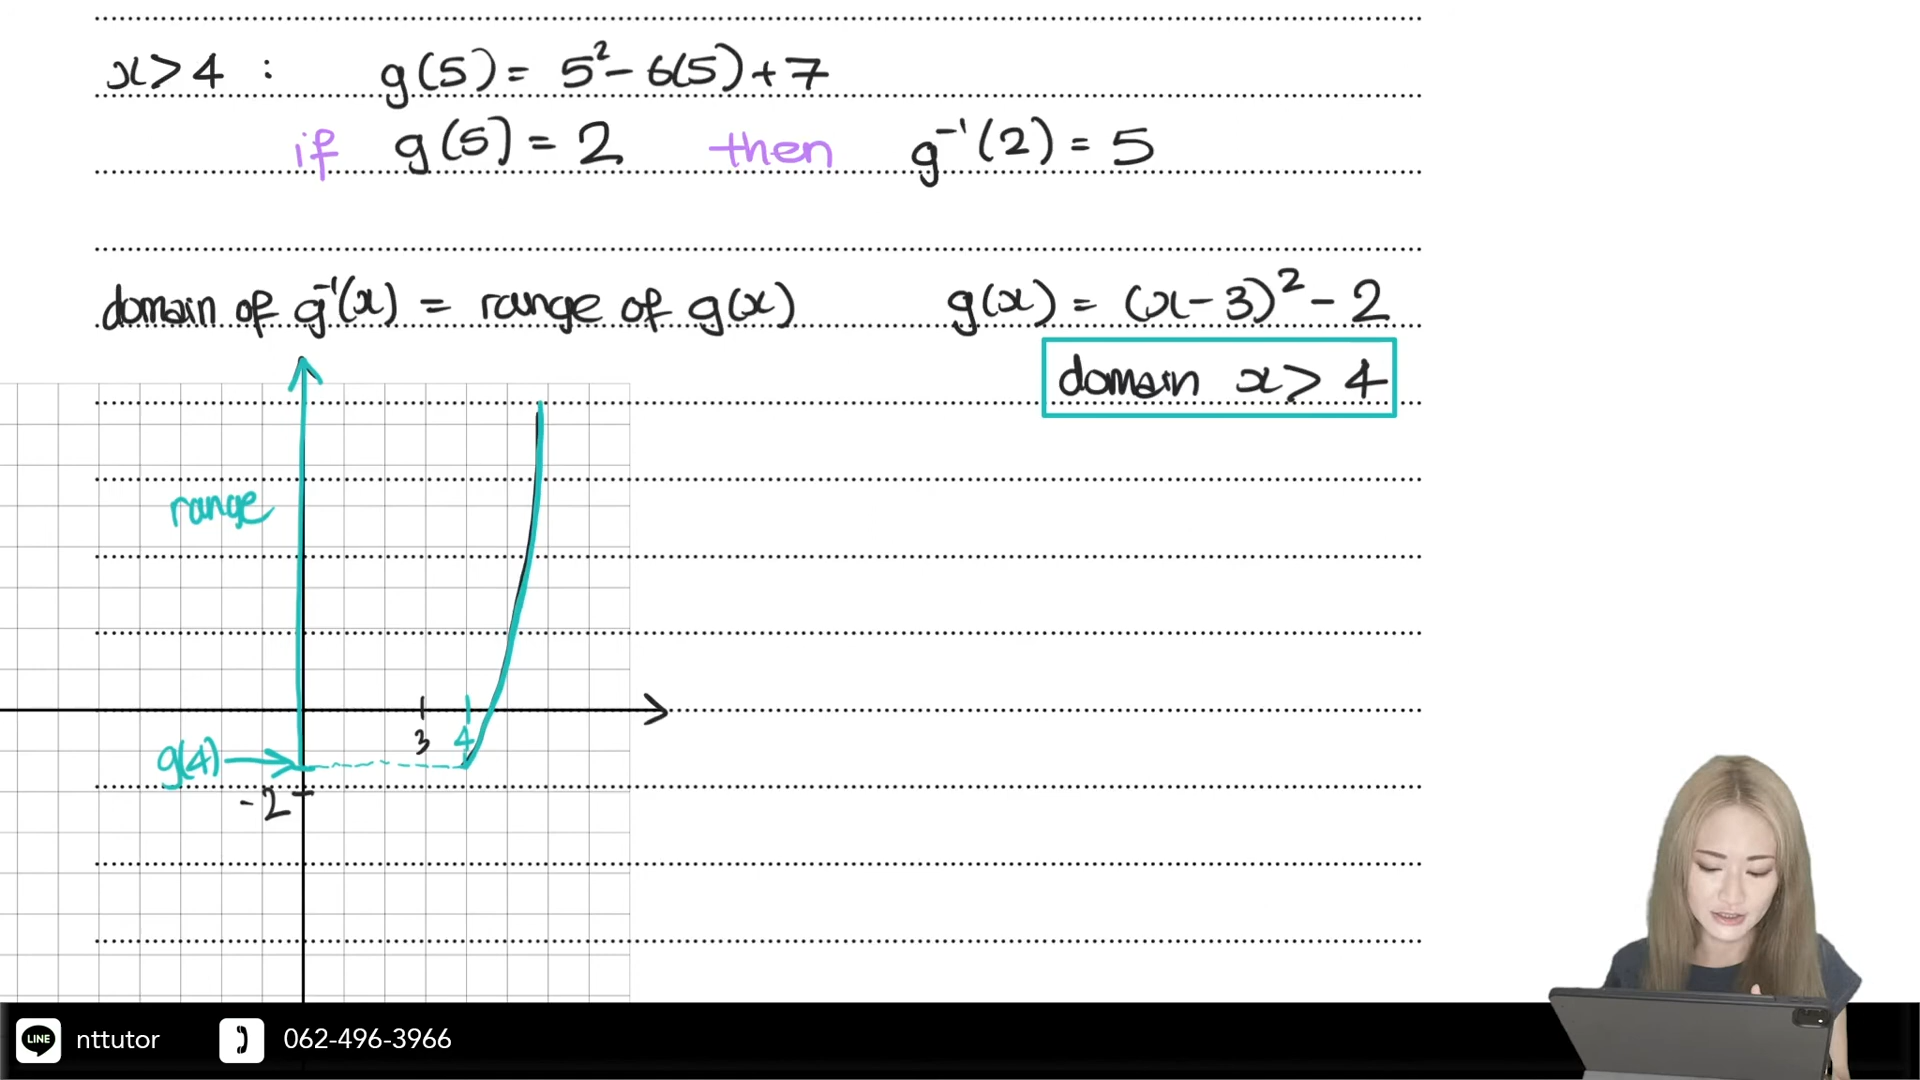 x > 4 : g(5) = 5² - 6(5) + 7
if g(5) = 2 then g⁻¹(2) = 5
domain of g⁻¹(x) = range of g(x) g(x) = (x - 3)² - 2
domain x > 4
range
3 4
g(4)
-2
LINE nttutor 062-496-3966